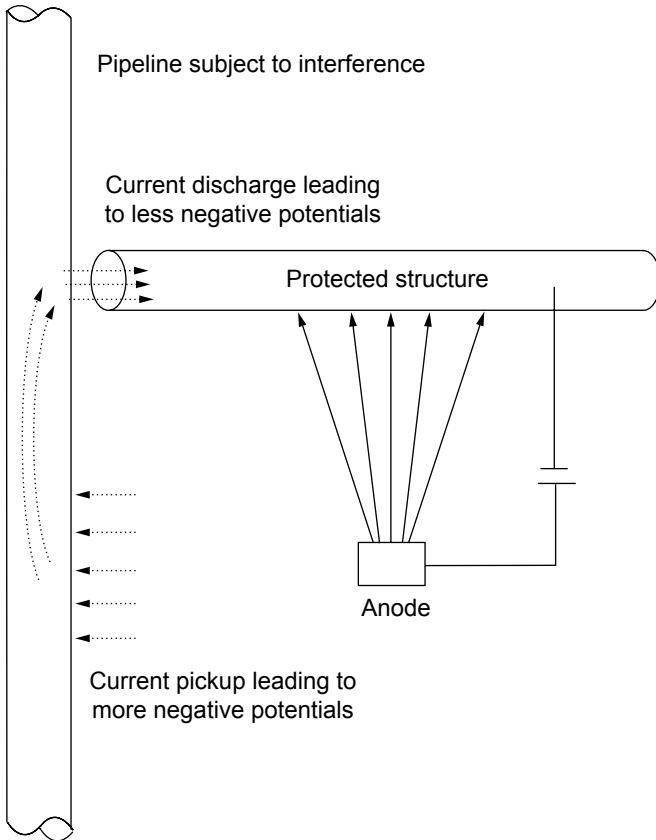 Pipeline subject to interference
Current discharge leading
to less negative potentials
Protected structure
Anode
Current pickup leading to
more negative potentials